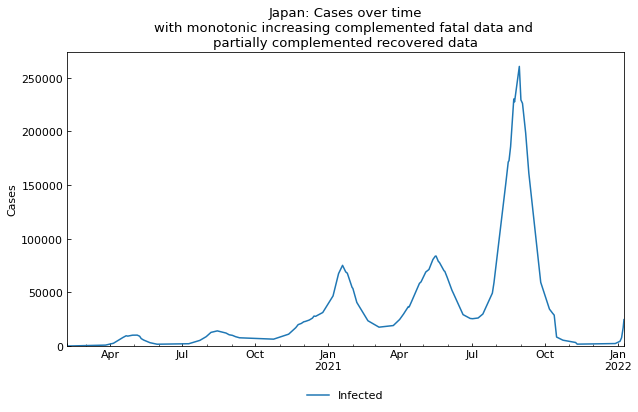 Japan: Cases over time
with monotonic increasing complemented fatal data and
partially complemented recovered data
250000
200000
150000
100000
50000
0
Cases
Apr Jul Oct Jan Apr Jul Oct Jan
2021 2022
Infected